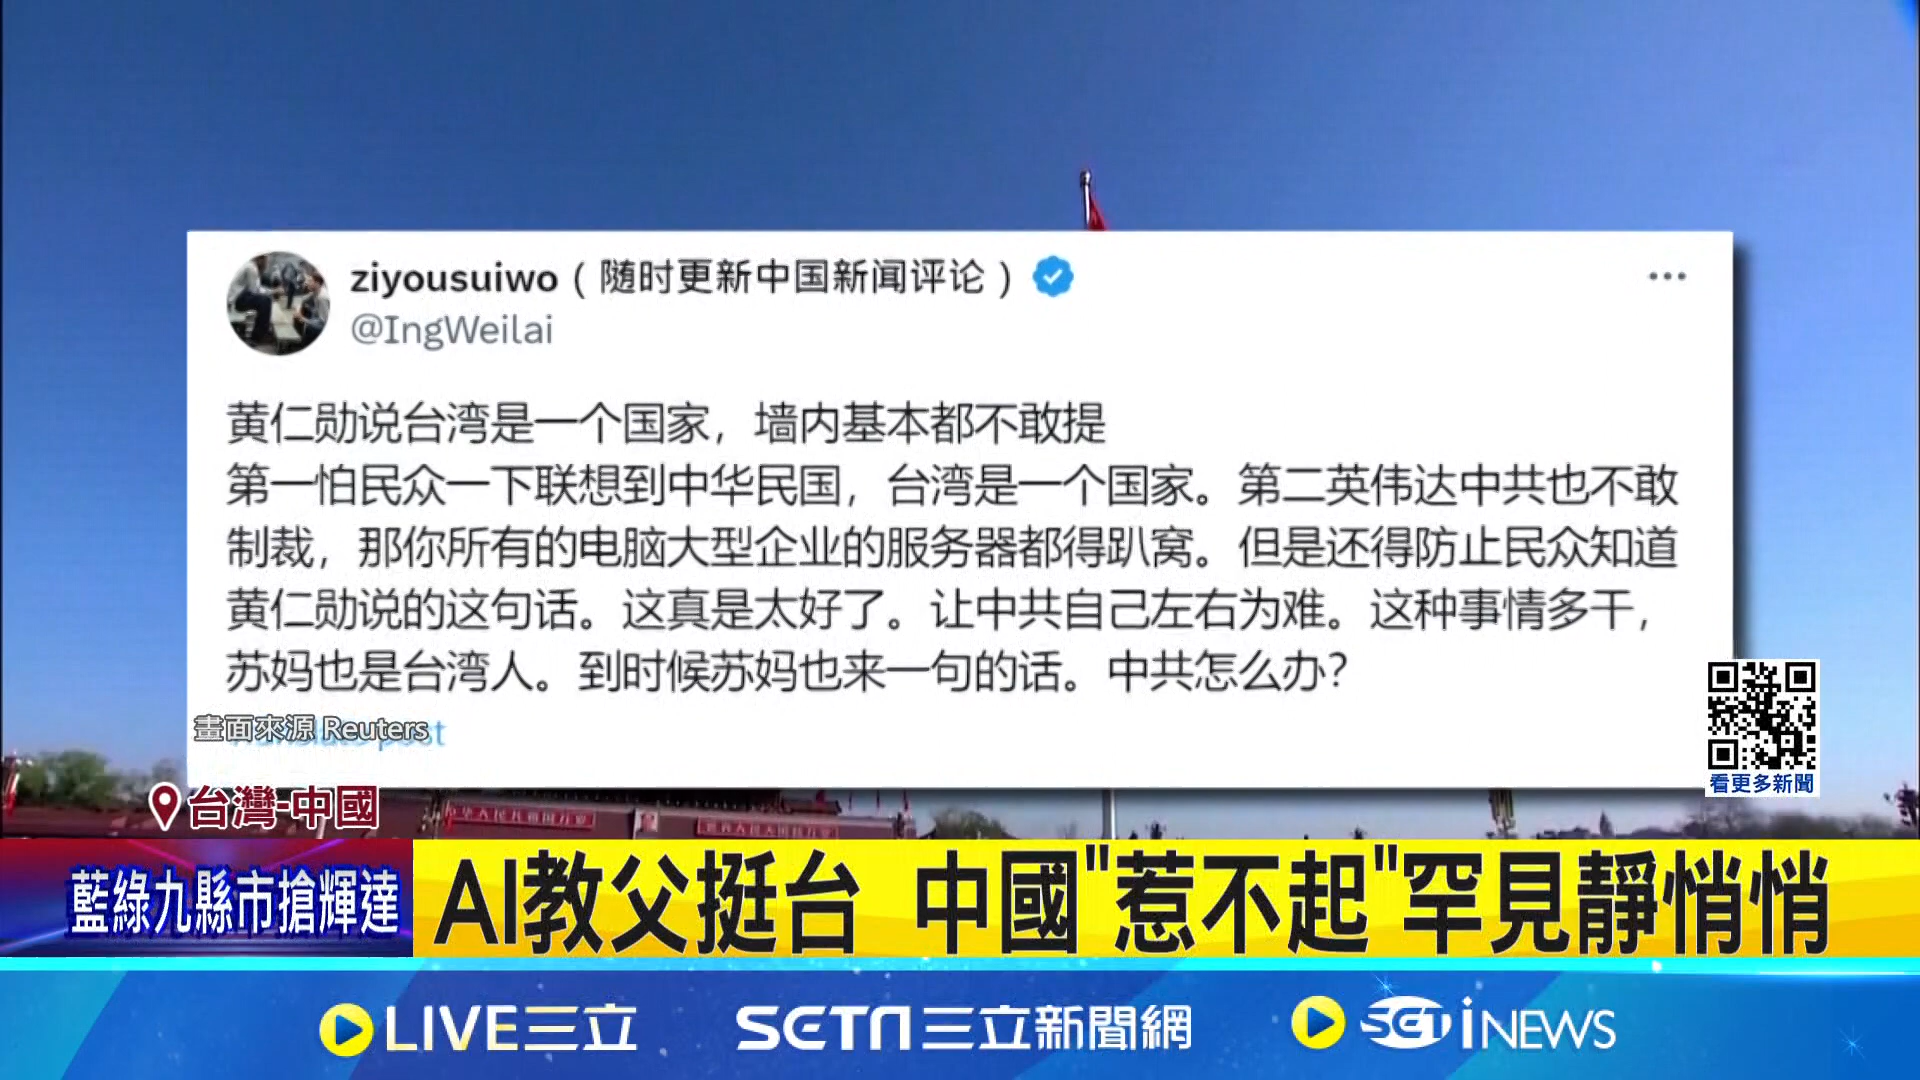 ziyousuiwo（随时更新中国新闻评论）
@IngWeilai
黄仁勋说台湾是一个国家，墙内基本都不敢提
第一怕民众一下联想到中华民国，台湾是一个国家。第二英伟达中共也不敢
制裁，那你所有的电脑大型企业的服务器都得趴窝。但是还得防止民众知道
黄仁勋说的这句话。这真是太好了。让中共自己左右为难。这种事情多干，
苏妈也是台湾人。到时候苏妈也来一句的话。中共怎么办？
畫面來源 Reuters
看更多新聞
台灣-中國
藍綠九縣市搶輝達
AI教父挺台 中國"惹不起"罕見靜悄悄
LIVE三立
SETN三立新聞網
SETiNEWS